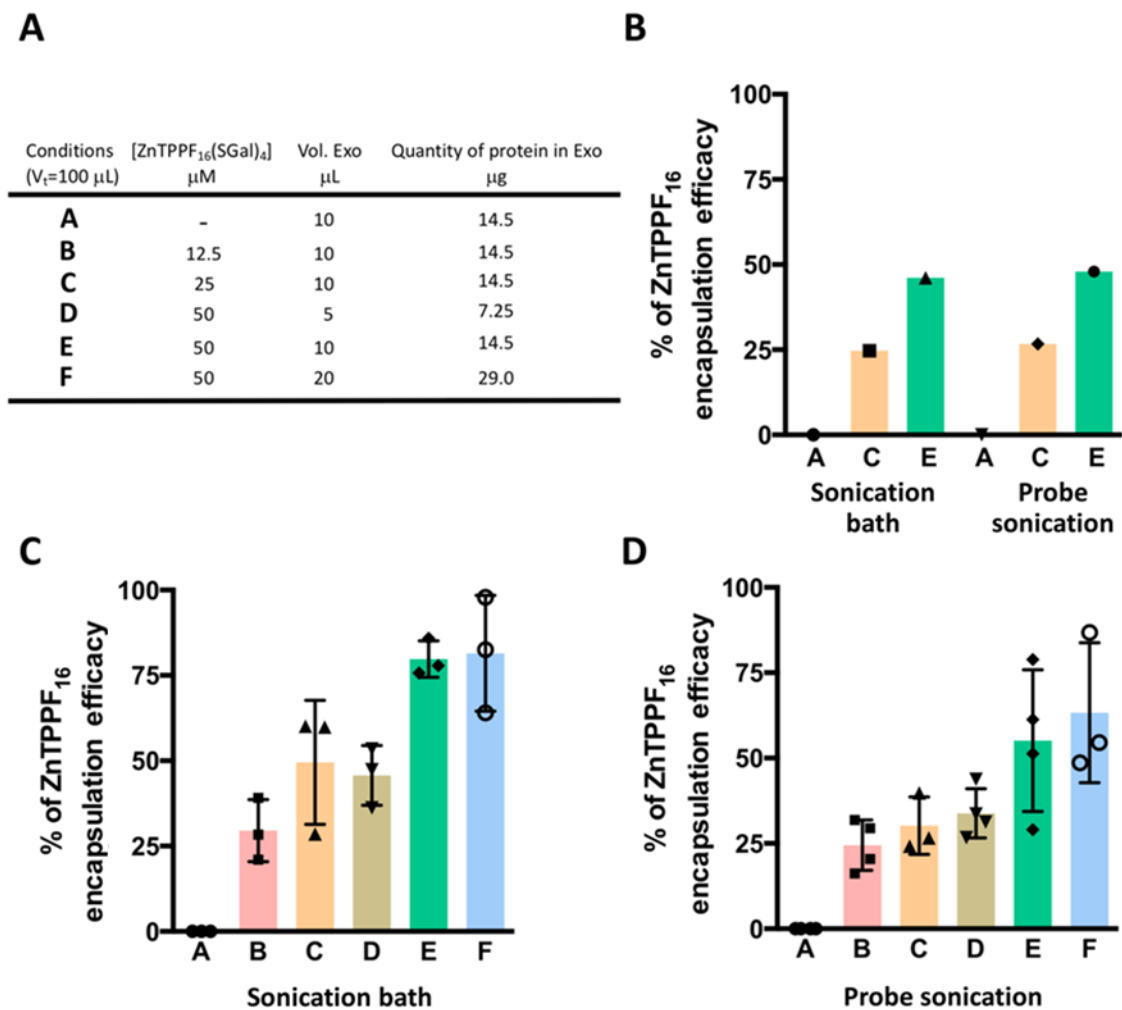 A
Conditions [ZnTPPF₁₆(SGal)₄] Vol. Exo Quantity of protein in Exo
(Vₜ=100 μL) μM μL μg
A - 10 14.5
B 12.5 10 14.5
C 25 10 14.5
D 50 5 7.25
E 50 10 14.5
F 50 20 29.0
B
% of ZnTPPF₁₆
encapsulation efficacy
100
75
50
25
0
A C E A C E
Sonication Probe
bath sonication
C
% of ZnTPPF₁₆
encapsulation efficacy
100
75
50
25
0
A B C D E F
Sonication bath
D
% of ZnTPPF₁₆
encapsulation efficacy
100
75
50
25
0
A B C D E F
Probe sonication